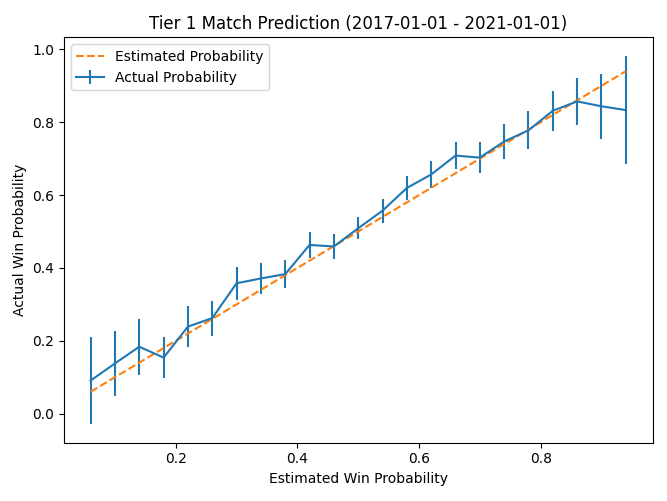 Tier 1 Match Prediction (2017-01-01 - 2021-01-01)
Estimated Probability
Actual Probability
1.0
0.8
0.6
0.4
0.2
0.0
Actual Win Probability
0.2 0.4 0.6 0.8
Estimated Win Probability